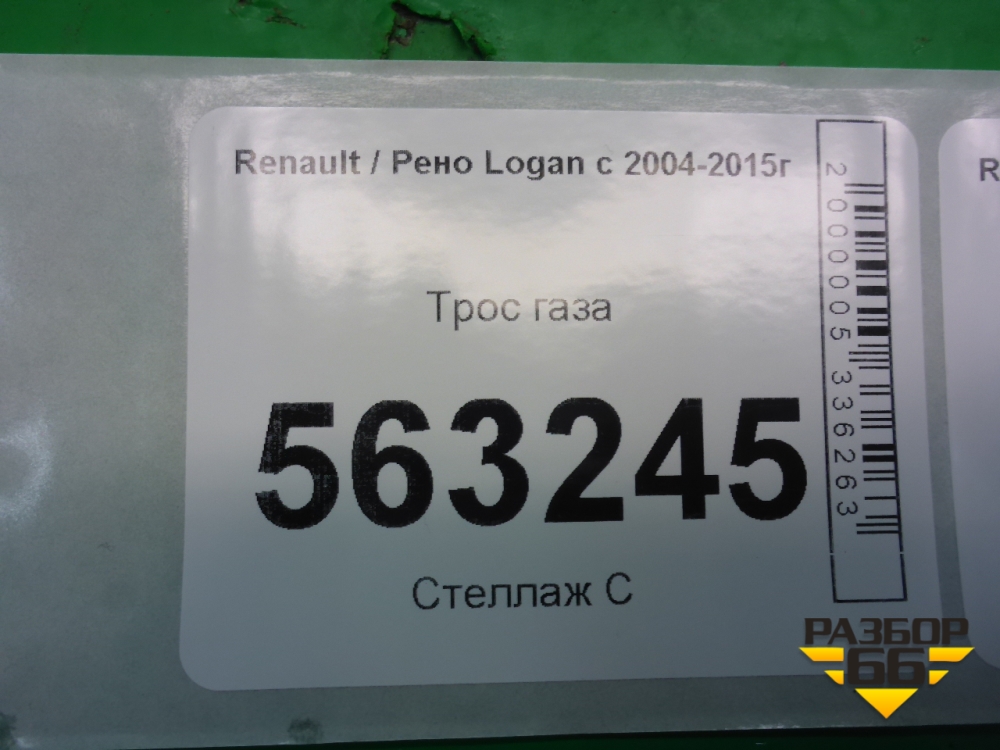 Renault / Рено Logan с 2004-2015г
Трос газа
563245
Стеллаж С
2000005336263
R
РАЗБОР
66